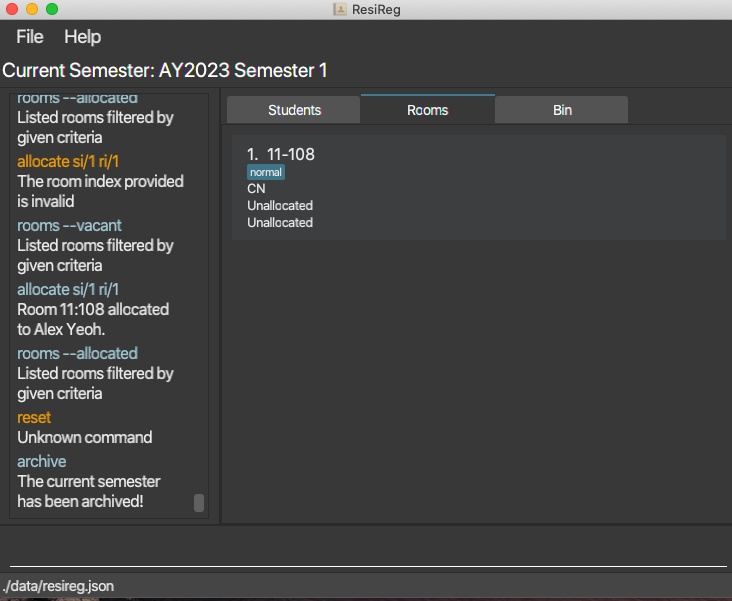 ResiReg
File Help
Current Semester: AY2023 Semester 1
rooms --allocated
Listed rooms filtered by
given criteria
allocate si/1 ri/1
The room index provided
is invalid
rooms --vacant
Listed rooms filtered by
given criteria
allocate si/1 ri/1
Room 11:108 allocated
to Alex Yeoh.
rooms --allocated
Listed rooms filtered by
given criteria
reset
Unknown command
archive
The current semester
has been archived!
Students Rooms Bin
1. 11-108
normal
CN
Unallocated
Unallocated
./data/resireg.json